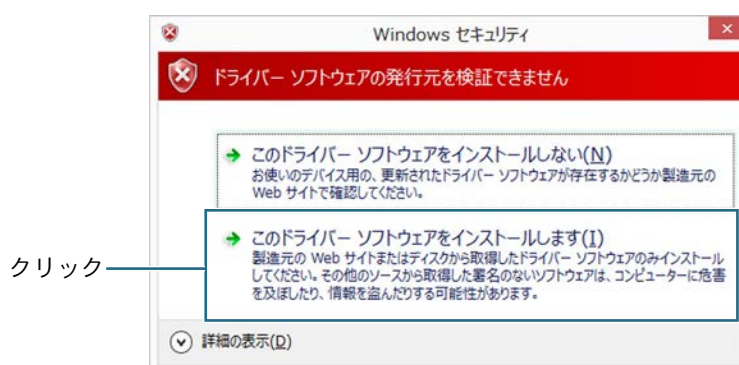 Windows セキュリティ
ドライバー ソフトウェアの発行元を検証できません
このドライバー ソフトウェアをインストールしない(N)
お使いのデバイス用の、更新されたドライバー ソフトウェアが存在するかどうか製造元の
Web サイトで確認してください。
クリック
このドライバー ソフトウェアをインストールします(I)
製造元の Web サイトまたはディスクから取得したドライバー ソフトウェアのみインストール
してください。その他のソースから取得した署名のないソフトウェアは、コンピューターに危害
を及ぼしたり、情報を盗んだりする可能性があります。
詳細の表示(D)